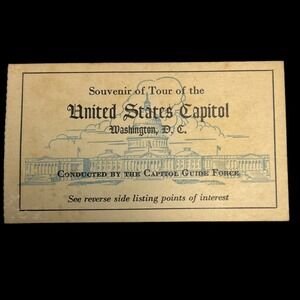 Souvenir of Tour of the
United States Capitol
Washington, D. C.
Conducted by the Capitol Guide Force
See reverse side listing points of interest